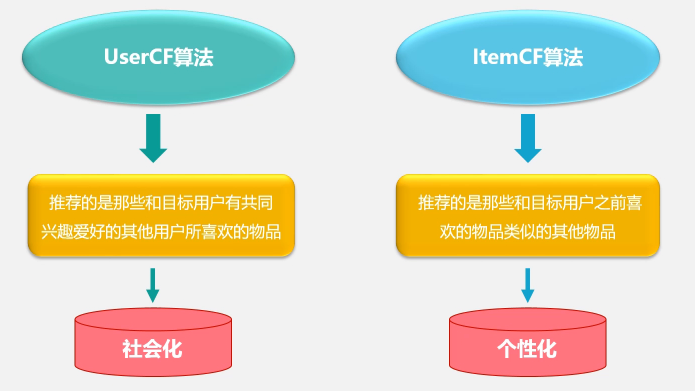 UserCF算法
ItemCF算法
推荐的是那些和目标用户有共同
兴趣爱好的其他用户所喜欢的物品
推荐的是那些和目标用户之前喜
欢的物品类似的其他物品
社会化
个性化